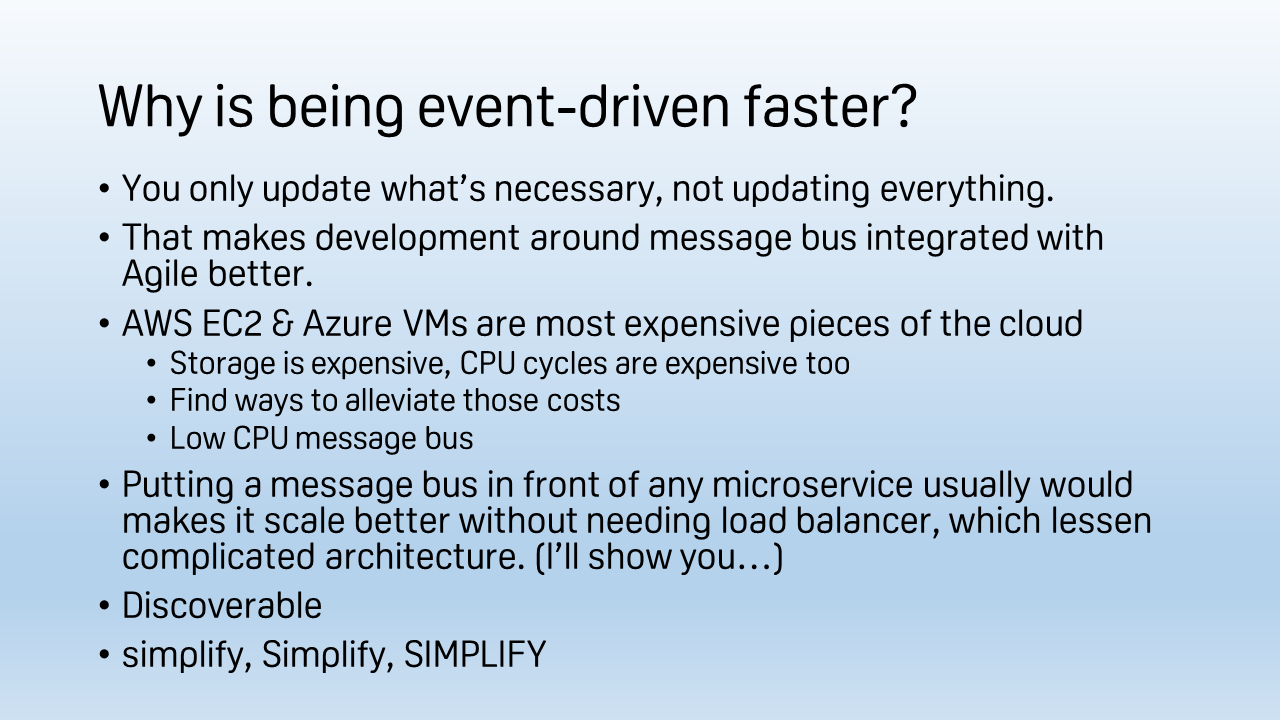 Why is being event-driven faster?
• You only update what’s necessary, not updating everything.
• That makes development around message bus integrated with
Agile better.
• AWS EC2 & Azure VMs are most expensive pieces of the cloud
• Storage is expensive, CPU cycles are expensive too
• Find ways to alleviate those costs
• Low CPU message bus
• Putting a message bus in front of any microservice usually would
makes it scale better without needing load balancer, which lessen
complicated architecture. (I’ll show you…)
• Discoverable
• simplify, Simplify, SIMPLIFY